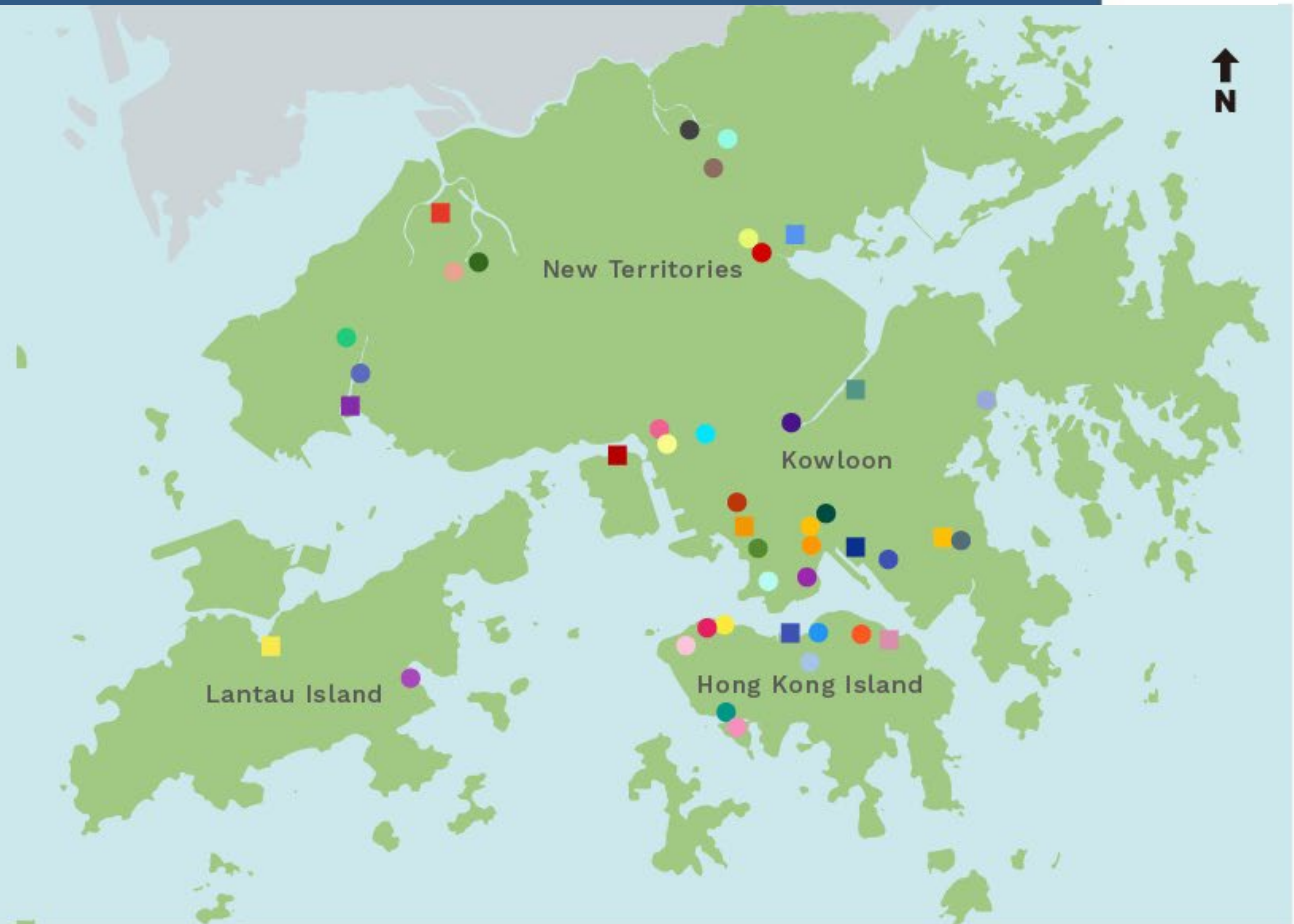 N
New Territories
Kowloon
Hong Kong Island
Lantau Island